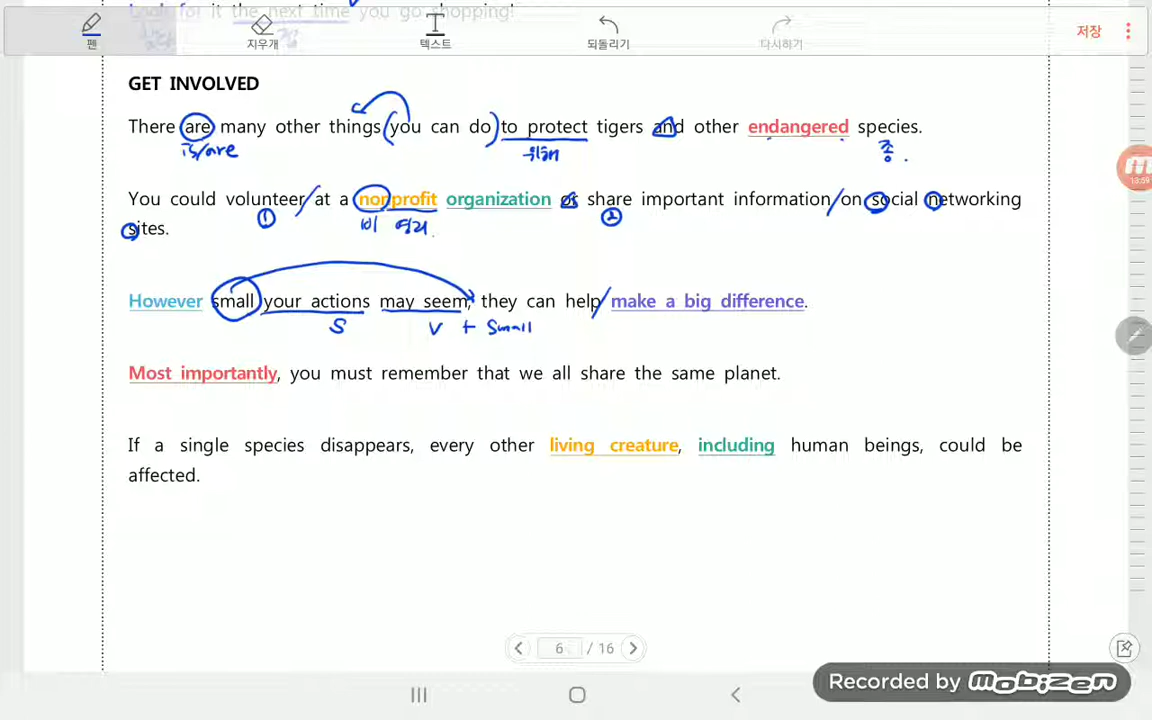 Look for it the next time you go shopping!
펜
지우개
텍스트
되돌리기
다시하기
저장
GET INVOLVED
There are many other things (you can do) to protect tigers and other endangered species.
is/are
위해
종
You could volunteer / at a nonprofit organization or share important information / on social networking
① 비 영리 ②
sites.
However small your actions may seem, they can help / make a big difference.
S V + small
Most importantly, you must remember that we all share the same planet.
If a single species disappears, every other living creature, including human beings, could be
affected.
13:59
6 / 16
Recorded by mobizen